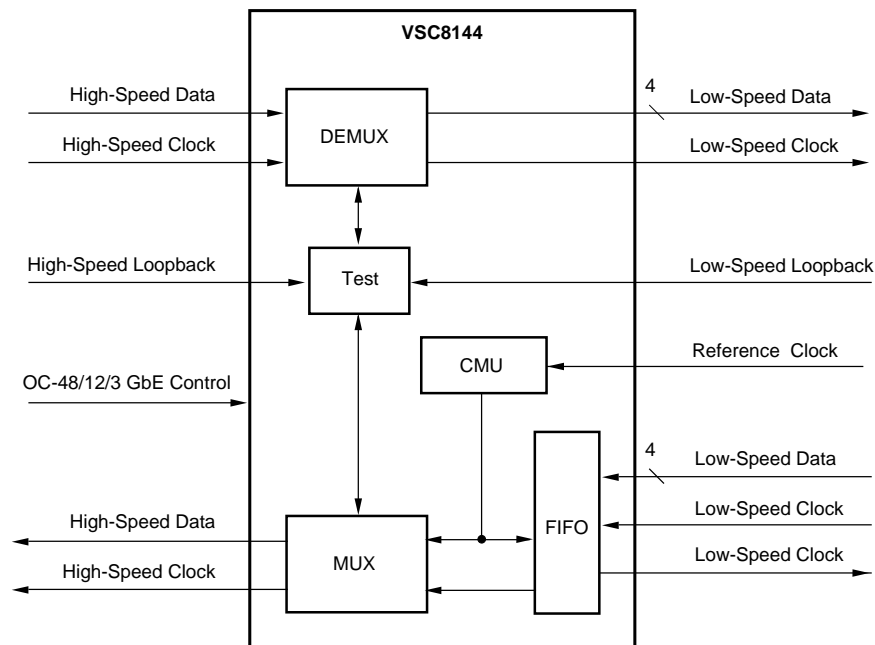 VSC8144
4
High-Speed Data
Low-Speed Data
DEMUX
High-Speed Clock
Low-Speed Clock
High-Speed Loopback
Test
Low-Speed Loopback
CMU
Reference Clock
OC-48/12/3 GbE Control
4
Low-Speed Data
Low-Speed Clock
High-Speed Data
FIFO
Low-Speed Clock
MUX
High-Speed Clock